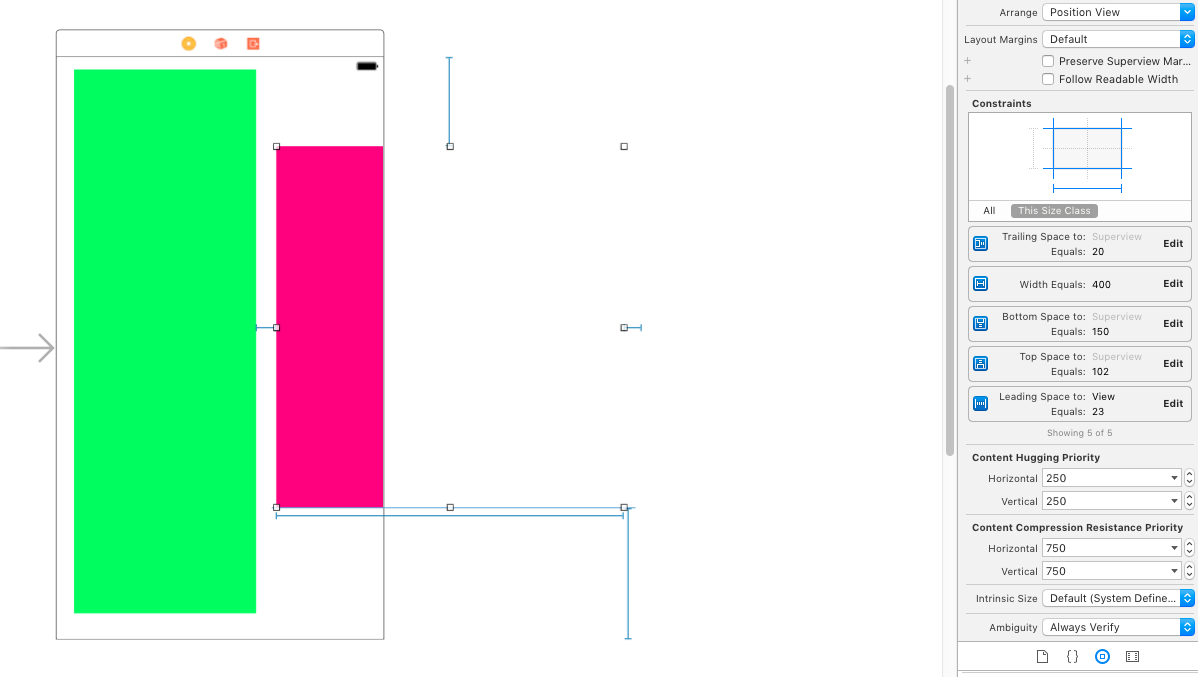 Arrange Position View
Layout Margins Default
+ Preserve Superview Mar...
+ Follow Readable Width
Constraints
All This Size Class
Trailing Space to: Superview
Equals: 20 Edit
Width Equals: 400 Edit
Bottom Space to: Superview
Equals: 150 Edit
Top Space to: Superview
Equals: 102 Edit
Leading Space to: View
Equals: 23 Edit
Showing 5 of 5
Content Hugging Priority
Horizontal 250
Vertical 250
Content Compression Resistance Priority
Horizontal 750
Vertical 750
Intrinsic Size Default (System Define...
Ambiguity Always Verify
{ }